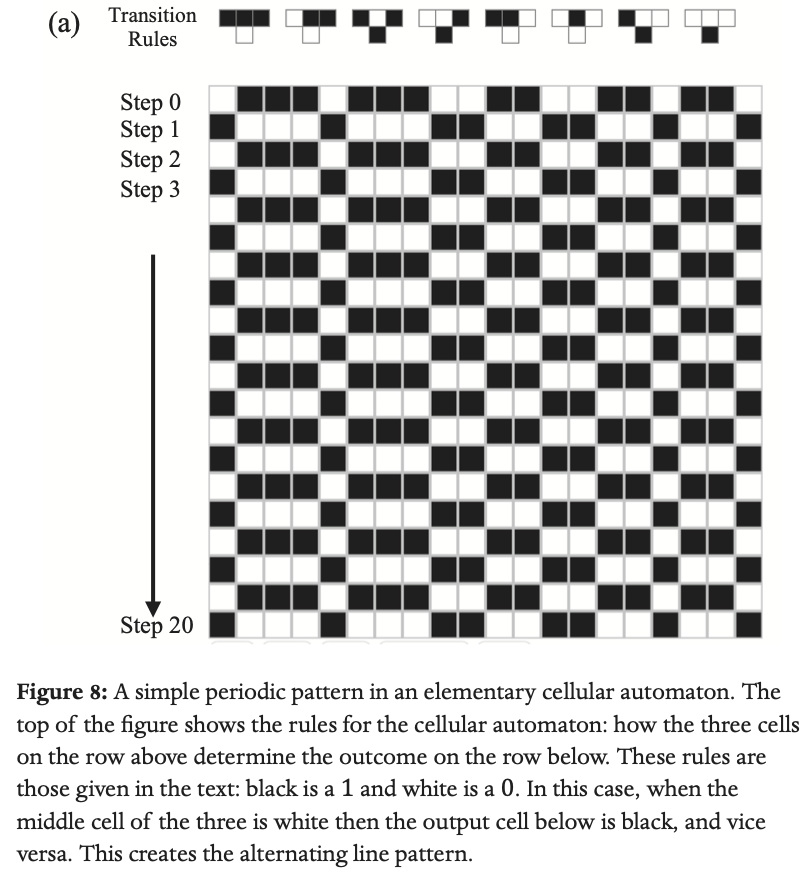 (a)
Transition
Rules
Step 0
Step 1
Step 2
Step 3
Step 20
Figure 8: A simple periodic pattern in an elementary cellular automaton. The
top of the figure shows the rules for the cellular automaton: how the three cells
on the row above determine the outcome on the row below. These rules are
those given in the text: black is a 1 and white is a 0. In this case, when the
middle cell of the three is white then the output cell below is black, and vice
versa. This creates the alternating line pattern.